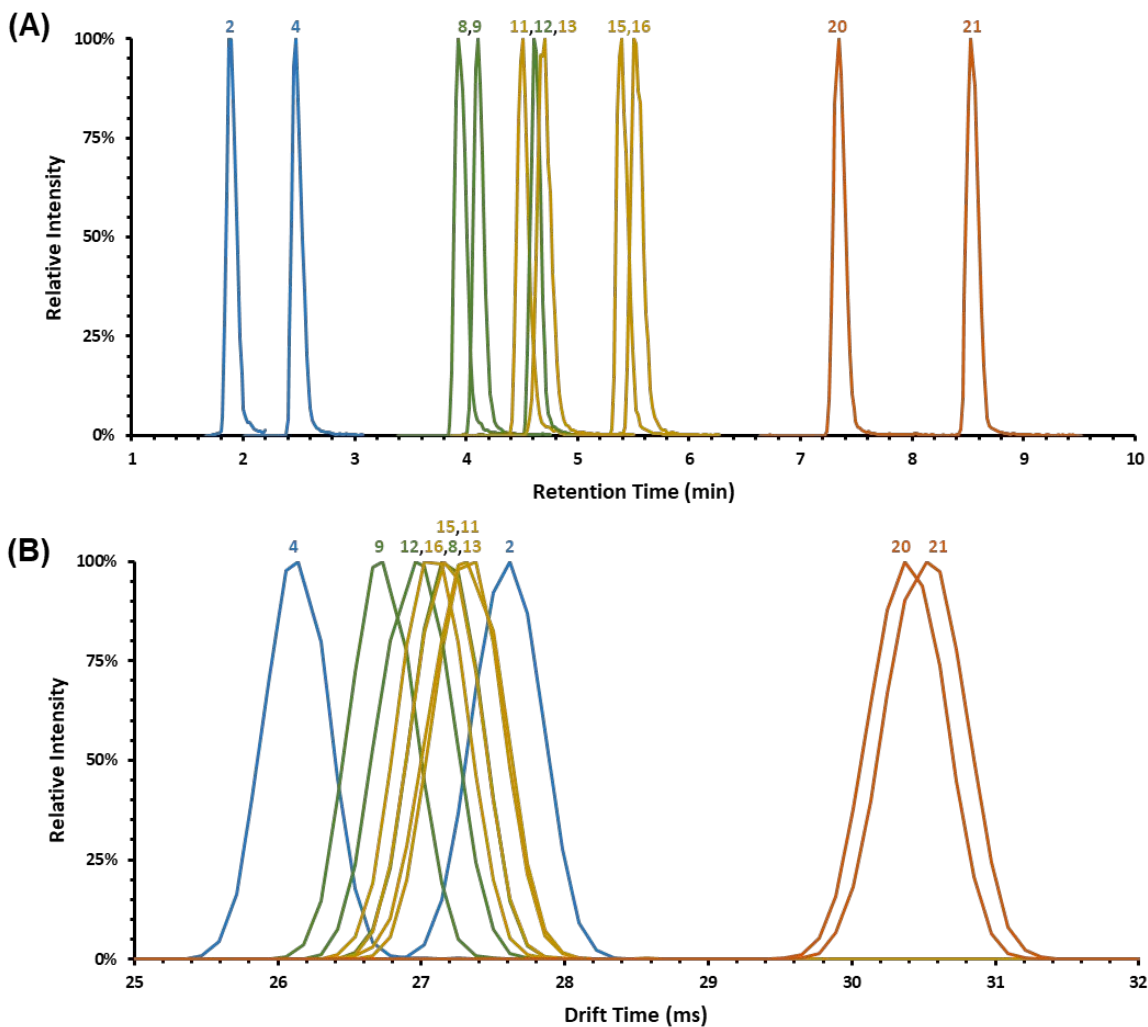 (A)
2 4 8,9 11,12,13 15,16 20 21
100%
75%
50%
25%
0%
Relative Intensity
1 2 3 4 5 6 7 8 9 10
Retention Time (min)
(B)
15,11
4 9 12,16,8,13 2 20 21
100%
75%
50%
25%
0%
Relative Intensity
25 26 27 28 29 30 31 32
Drift Time (ms)